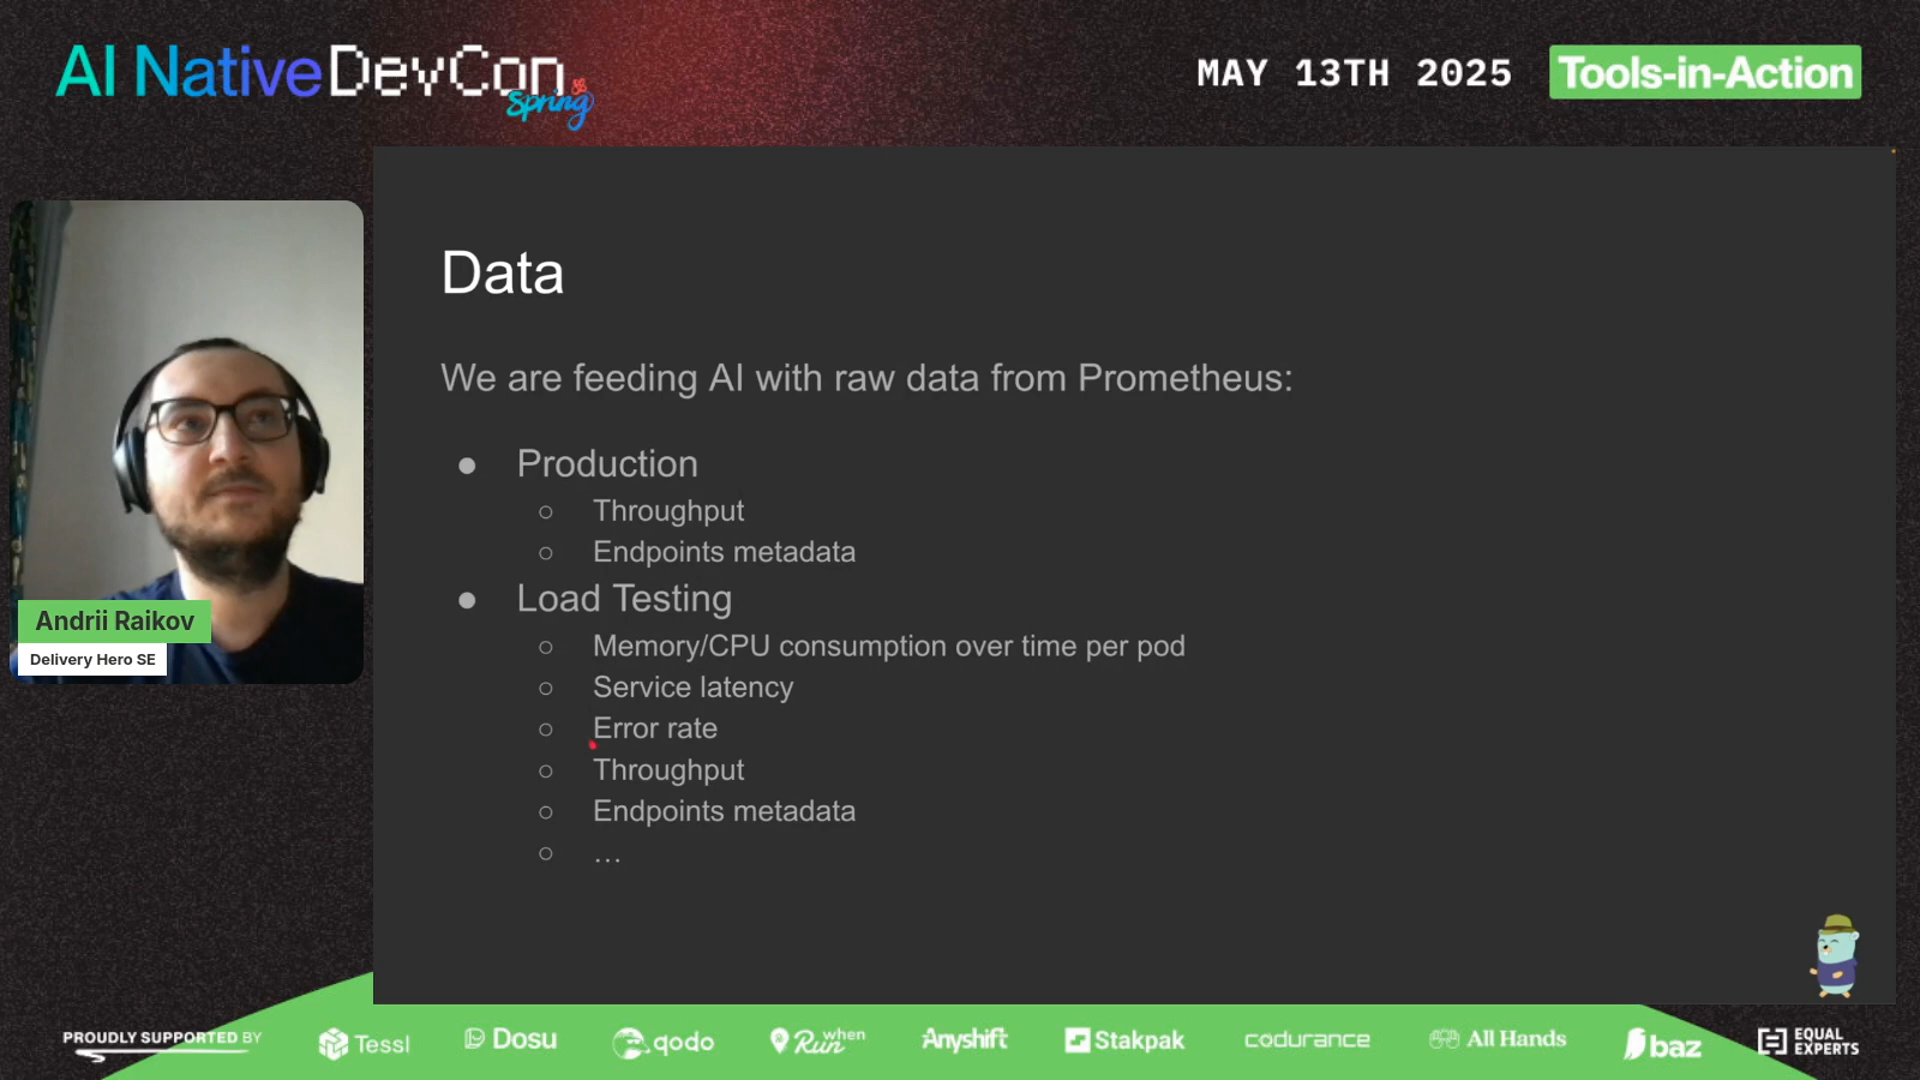 AI Native DevCon
Spring
MAY 13TH 2025
Tools-in-Action
Data
We are feeding AI with raw data from Prometheus:
● Production
○ Throughput
○ Endpoints metadata
● Load Testing
○ Memory/CPU consumption over time per pod
○ Service latency
○ Error rate
○ Throughput
○ Endpoints metadata
○ …
Andrii Raikov
Delivery Hero SE
PROUDLY SUPPORTED BY
Tessl
Dosu
qodo
RunWhen
Anyshift
Stakpak
codurance
All Hands
baz
EQUAL
EXPERTS